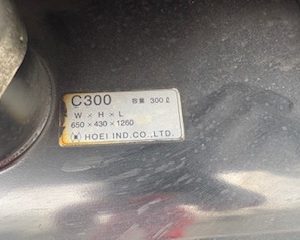 C300 容量 300ℓ
W × H × L
650 × 430 × 1260
HOEI IND. CO., LTD.